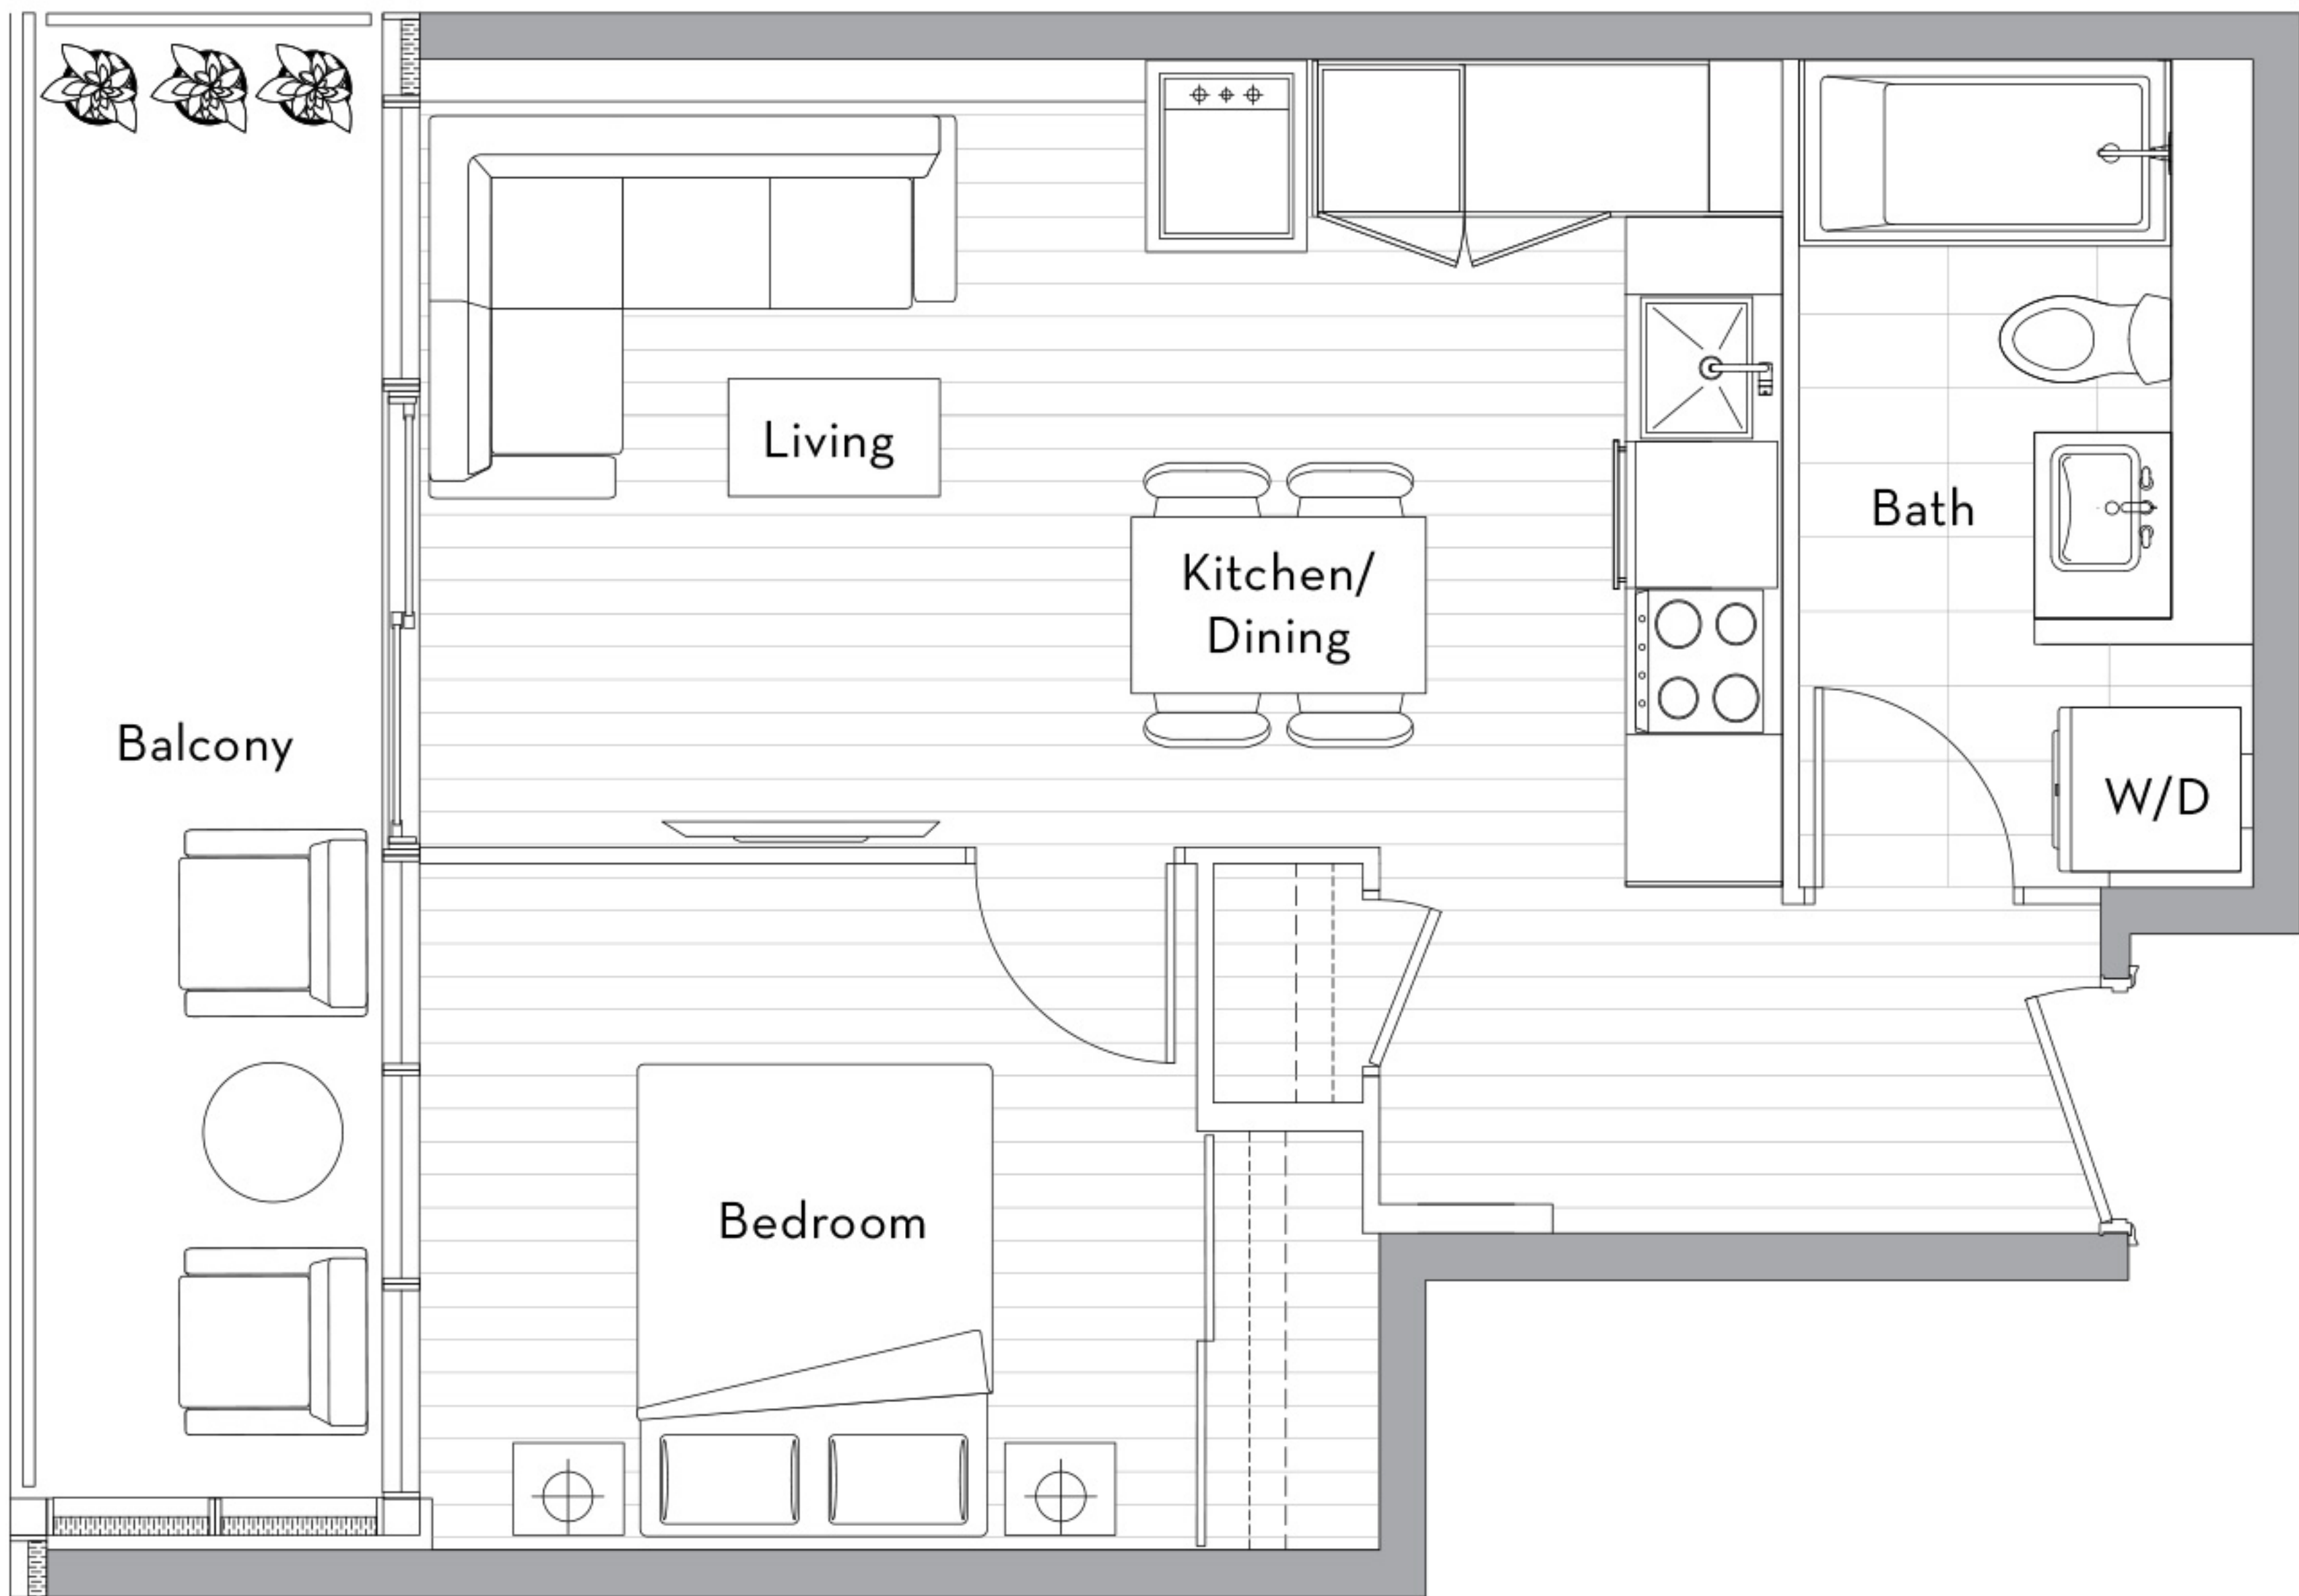 Living
Kitchen/
Dining
Bath
Balcony
W/D
Bedroom